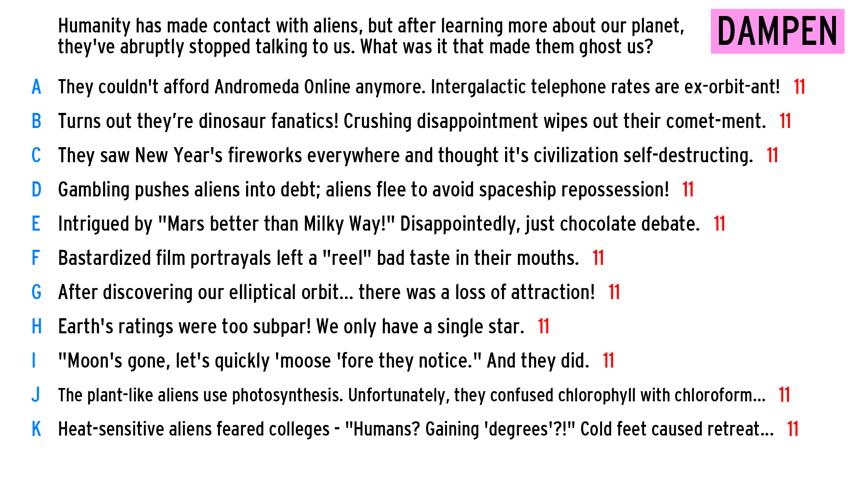 Humanity has made contact with aliens, but after learning more about our planet,
they've abruptly stopped talking to us. What was it that made them ghost us?
DAMPEN
A They couldn't afford Andromeda Online anymore. Intergalactic telephone rates are ex-orbit-ant! 11
B Turns out they’re dinosaur fanatics! Crushing disappointment wipes out their comet-ment. 11
C They saw New Year's fireworks everywhere and thought it's civilization self-destructing. 11
D Gambling pushes aliens into debt; aliens flee to avoid spaceship repossession! 11
E Intrigued by "Mars better than Milky Way!" Disappointedly, just chocolate debate. 11
F Bastardized film portrayals left a "reel" bad taste in their mouths. 11
G After discovering our elliptical orbit... there was a loss of attraction! 11
H Earth's ratings were too subpar! We only have a single star. 11
I "Moon's gone, let's quickly 'moose 'fore they notice." And they did. 11
J The plant-like aliens use photosynthesis. Unfortunately, they confused chlorophyll with chloroform... 11
K Heat-sensitive aliens feared colleges - "Humans? Gaining 'degrees'?!" Cold feet caused retreat... 11